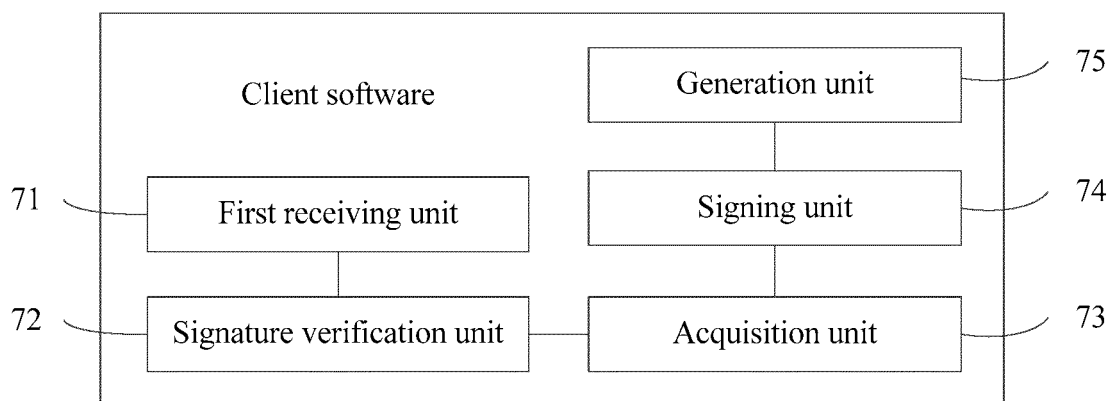 Client software
Generation unit
75
71
First receiving unit
Signing unit
74
72
Signature verification unit
Acquisition unit
73